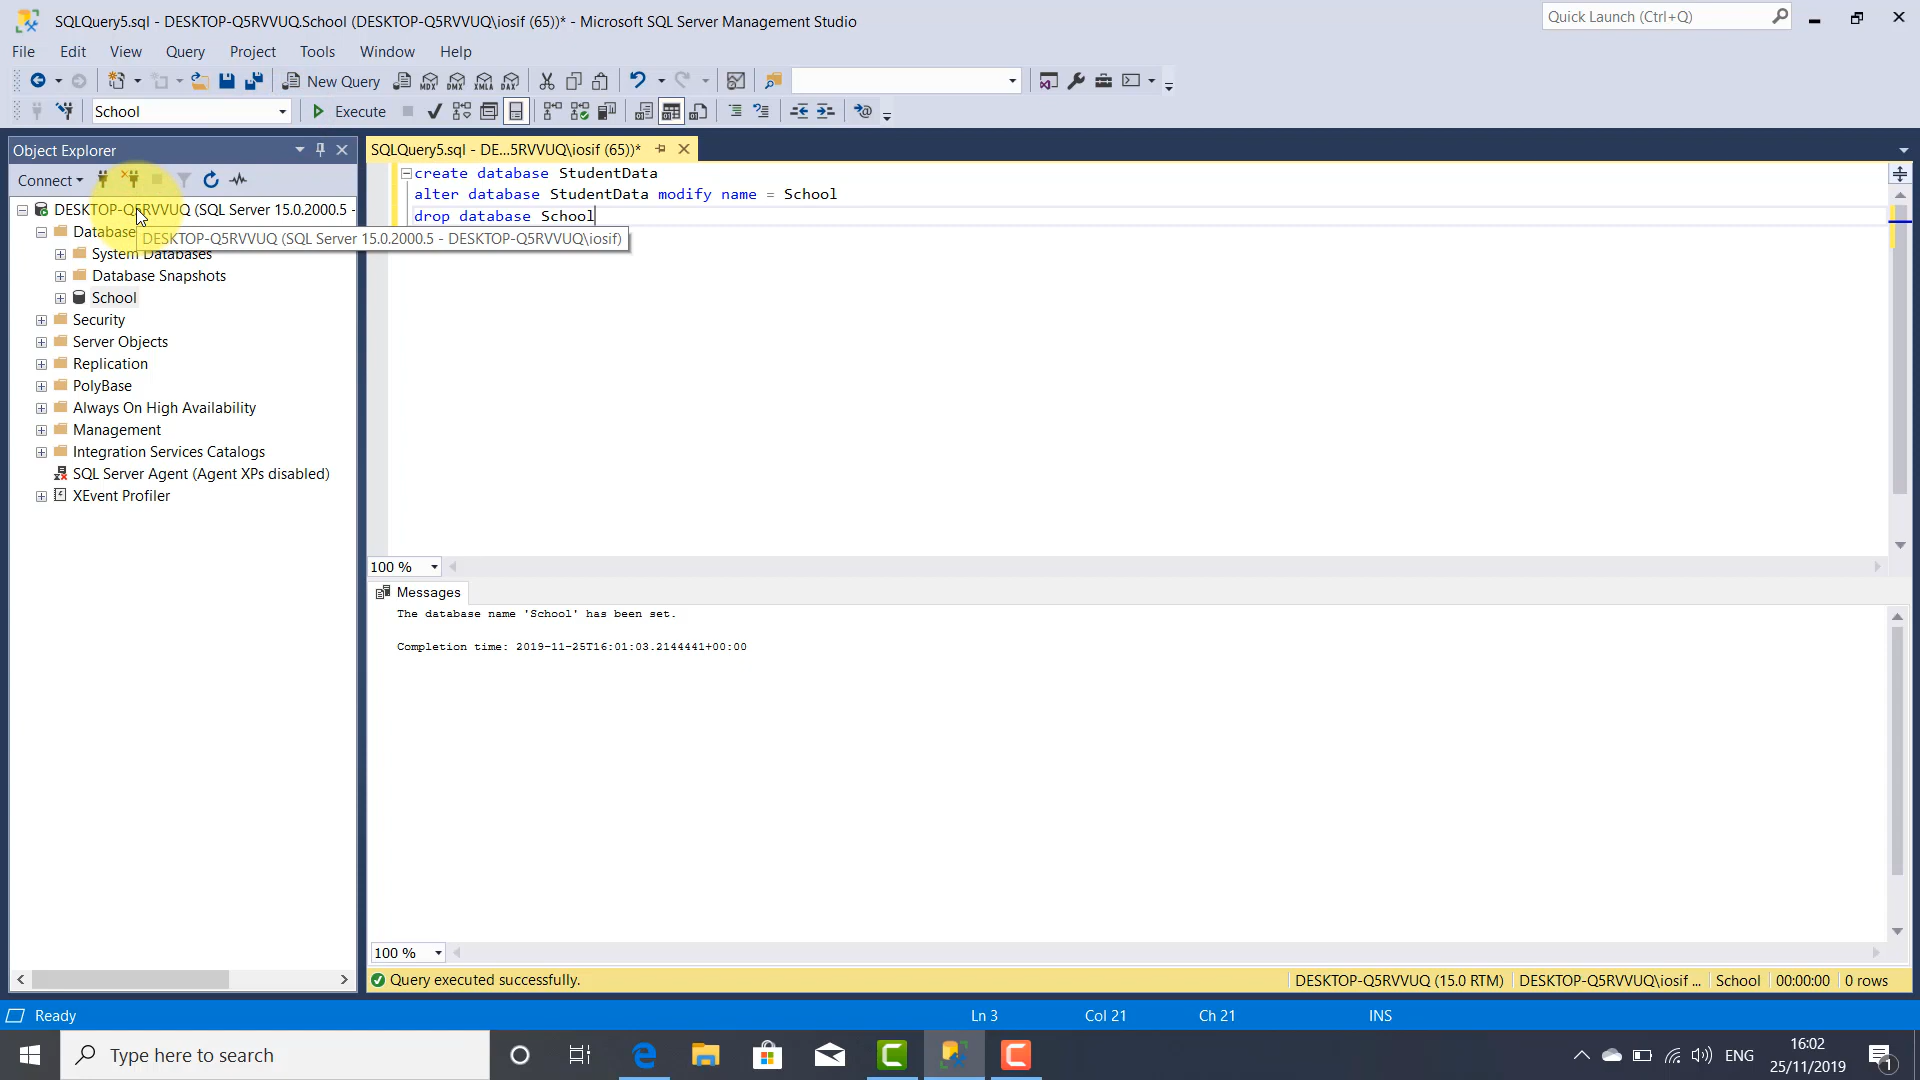 SQLQuery5.sql - DESKTOP-Q5RVVUQ.School (DESKTOP-Q5RVVUQ\iosif (65))* - Microsoft SQL Server Management Studio
Quick Launch (Ctrl+Q)
File Edit View Query Project Tools Window Help
New Query MDX DMX XMLA DAX
School Execute
Object Explorer
SQLQuery5.sql - DE...5RVVUQ\iosif (65))*
Connect
DESKTOP-Q5RVVUQ (SQL Server 15.0.2000.5 -
Database
DESKTOP-Q5RVVUQ (SQL Server 15.0.2000.5 - DESKTOP-Q5RVVUQ\iosif)
System Databases
Database Snapshots
School
Security
Server Objects
Replication
PolyBase
Always On High Availability
Management
Integration Services Catalogs
SQL Server Agent (Agent XPs disabled)
XEvent Profiler
create database StudentData
alter database StudentData modify name = School
drop database School
100 %
Messages
The database name 'School' has been set.
Completion time: 2019-11-25T16:01:03.2144441+00:00
100 %
Query executed successfully.
DESKTOP-Q5RVVUQ (15.0 RTM) DESKTOP-Q5RVVUQ\iosif ... School 00:00:00 0 rows
Ready Ln 3 Col 21 Ch 21 INS
Type here to search
ENG
16:02
25/11/2019
1